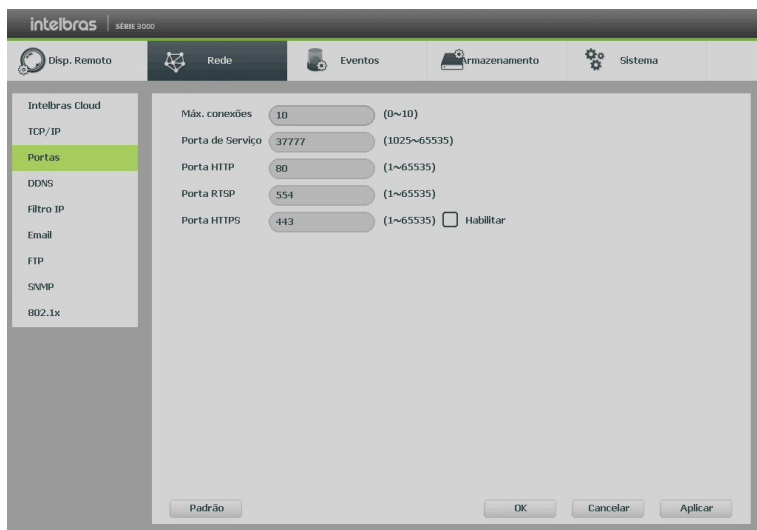 intelbras | SÉRIE 3000
Disp. Remoto Rede Eventos Armazenamento Sistema
Intelbras Cloud
TCP/IP
Portas
DDNS
Filtro IP
Email
FTP
SNMP
802.1x
Máx. conexões 10 (0~10)
Porta de Serviço 37777 (1025~65535)
Porta HTTP 80 (1~65535)
Porta RTSP 554 (1~65535)
Porta HTTPS 443 (1~65535) Habilitar
Padrão OK Cancelar Aplicar